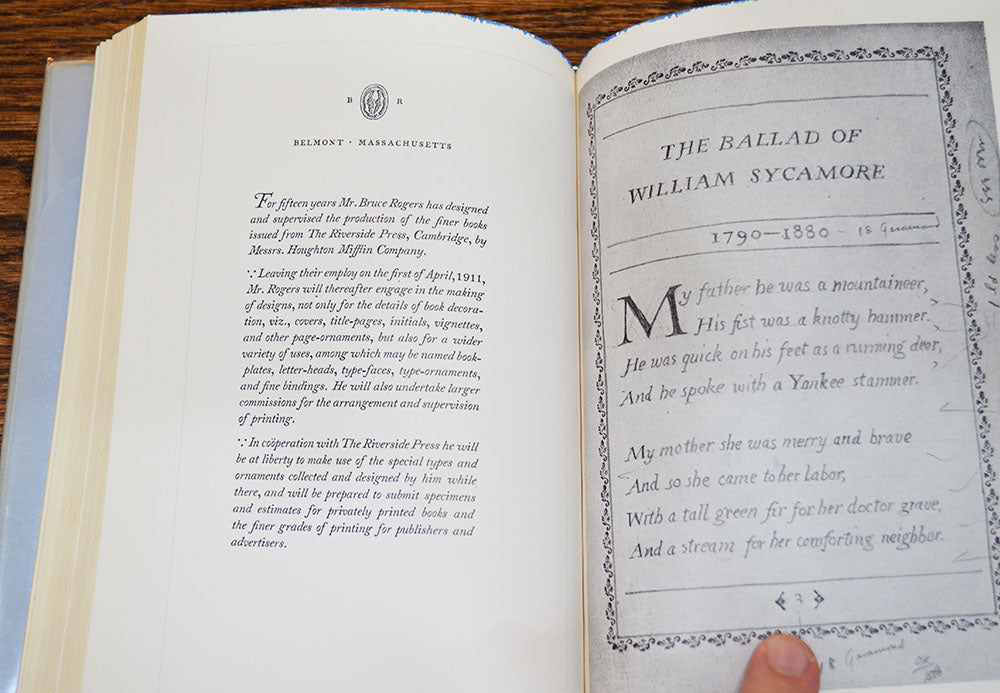 B R
BELMONT · MASSACHUSETTS
For fifteen years Mr. Bruce Rogers has designed
and supervised the production of the finer books
issued from The Riverside Press, Cambridge, by
Messrs. Houghton Mifflin Company.
∵ Leaving their employ on the first of April, 1911,
Mr. Rogers will thereafter engage in the making
of designs, not only for the details of book decora-
tion, viz., covers, title-pages, initials, vignettes,
and other page-ornaments, but also for a wider
variety of uses, among which may be named book-
plates, letter-heads, type-faces, type-ornaments,
and fine bindings. He will also undertake larger
commissions for the arrangement and supervision
of printing.
∵ In coöperation with The Riverside Press he will
be at liberty to make use of the special types and
ornaments collected and designed by him while
there, and will be prepared to submit specimens
and estimates for privately printed books and
the finer grades of printing for publishers and
advertisers.
THE BALLAD OF
WILLIAM SYCAMORE
1790—1880 - 18 Garamond
My father he was a mountaineer,
His fist was a knotty hammer.
He was quick on his feet as a running deer,
And he spoke with a Yankee stammer.
My mother she was merry and brave
And so she came to her labor,
With a tall green fir for her doctor grave,
And a stream for her comforting neighbor.
3
18 Garamond